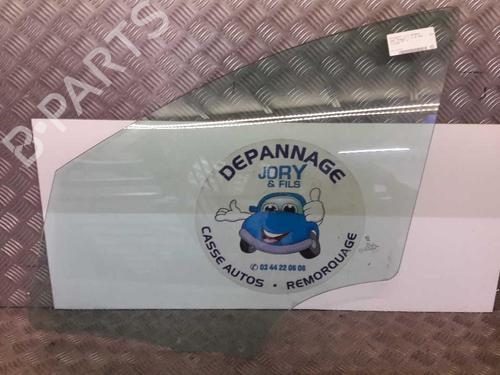 B-PARTS
DEPANNAGE
JORY
& FILS
03 44 22 06 06
CASSE AUTOS • REMORQUAGE